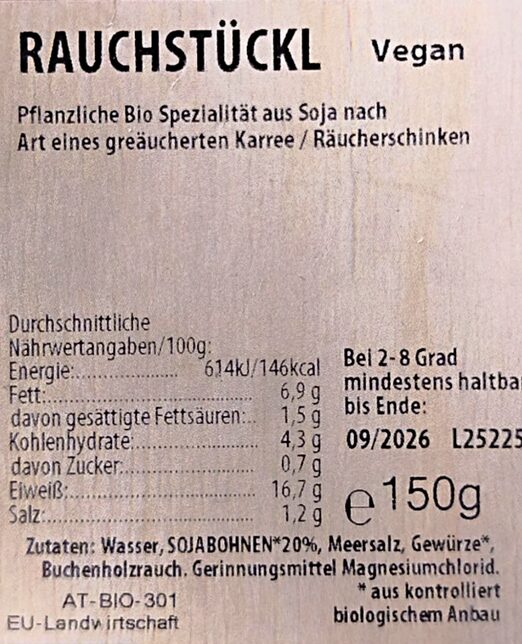 RAUCHSTÜCKL Vegan
Pflanzliche Bio Spezialität aus Soja nach
Art eines greäucherten Karree / Räucherschinken
Durchschnittliche
Nährwertangaben/100g:
Energie:.................. 614kJ/146kcal
Fett:................................ 6,9 g
davon gesättigte Fettsäuren:.. 1,5 g
Kohlenhydrate:.................. 4,3 g
davon Zucker:.................... 0,7 g
Eiweiß:............................ 16,7 g
Salz:................................ 1,2 g
Bei 2-8 Grad
mindestens haltba
bis Ende:
09/2026 L25225
e 150g
Zutaten: Wasser, SOJABOHNEN*20%, Meersalz, Gewürze*,
Buchenholzrauch. Gerinnungsmittel Magnesiumchlorid.
* aus kontrolliert
biologischem Anbau
AT-BIO-301
EU-Landwirtschaft